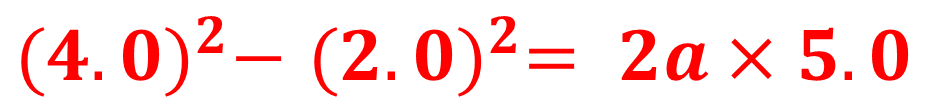 (4.0)²− (2.0)²= 2a × 5.0